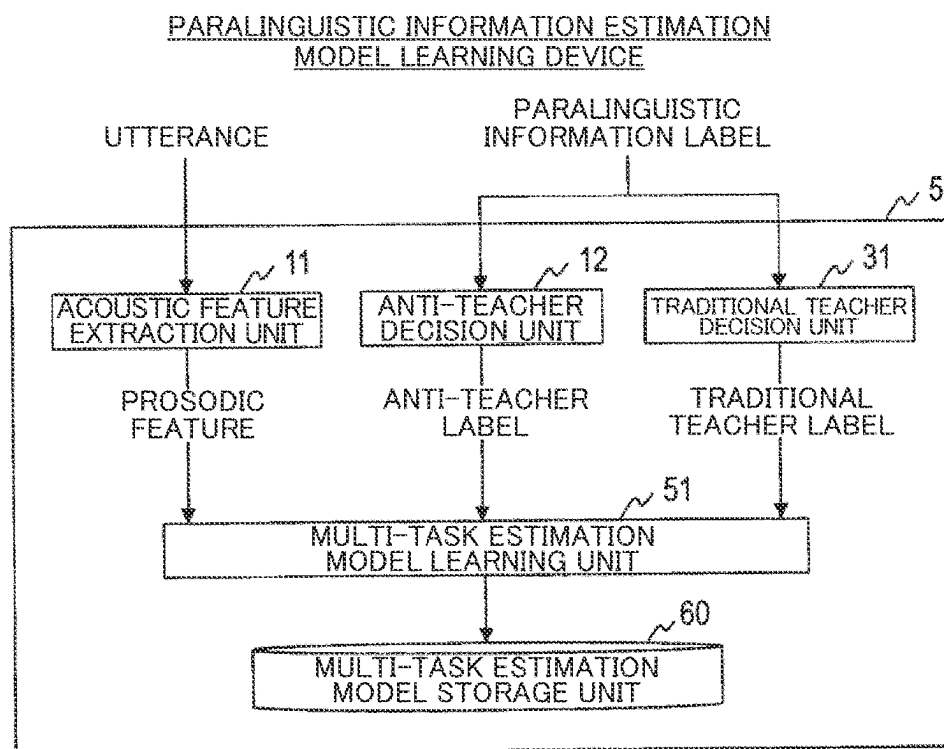 PARALINGUISTIC INFORMATION ESTIMATION
MODEL LEARNING DEVICE
UTTERANCE
PARALINGUISTIC
INFORMATION LABEL
5
11
12
31
ACOUSTIC FEATURE
EXTRACTION UNIT
ANTI-TEACHER
DECISION UNIT
TRADITIONAL TEACHER
DECISION UNIT
PROSODIC
FEATURE
ANTI-TEACHER
LABEL
TRADITIONAL
TEACHER LABEL
51
MULTI-TASK ESTIMATION
MODEL LEARNING UNIT
60
MULTI-TASK ESTIMATION
MODEL STORAGE UNIT